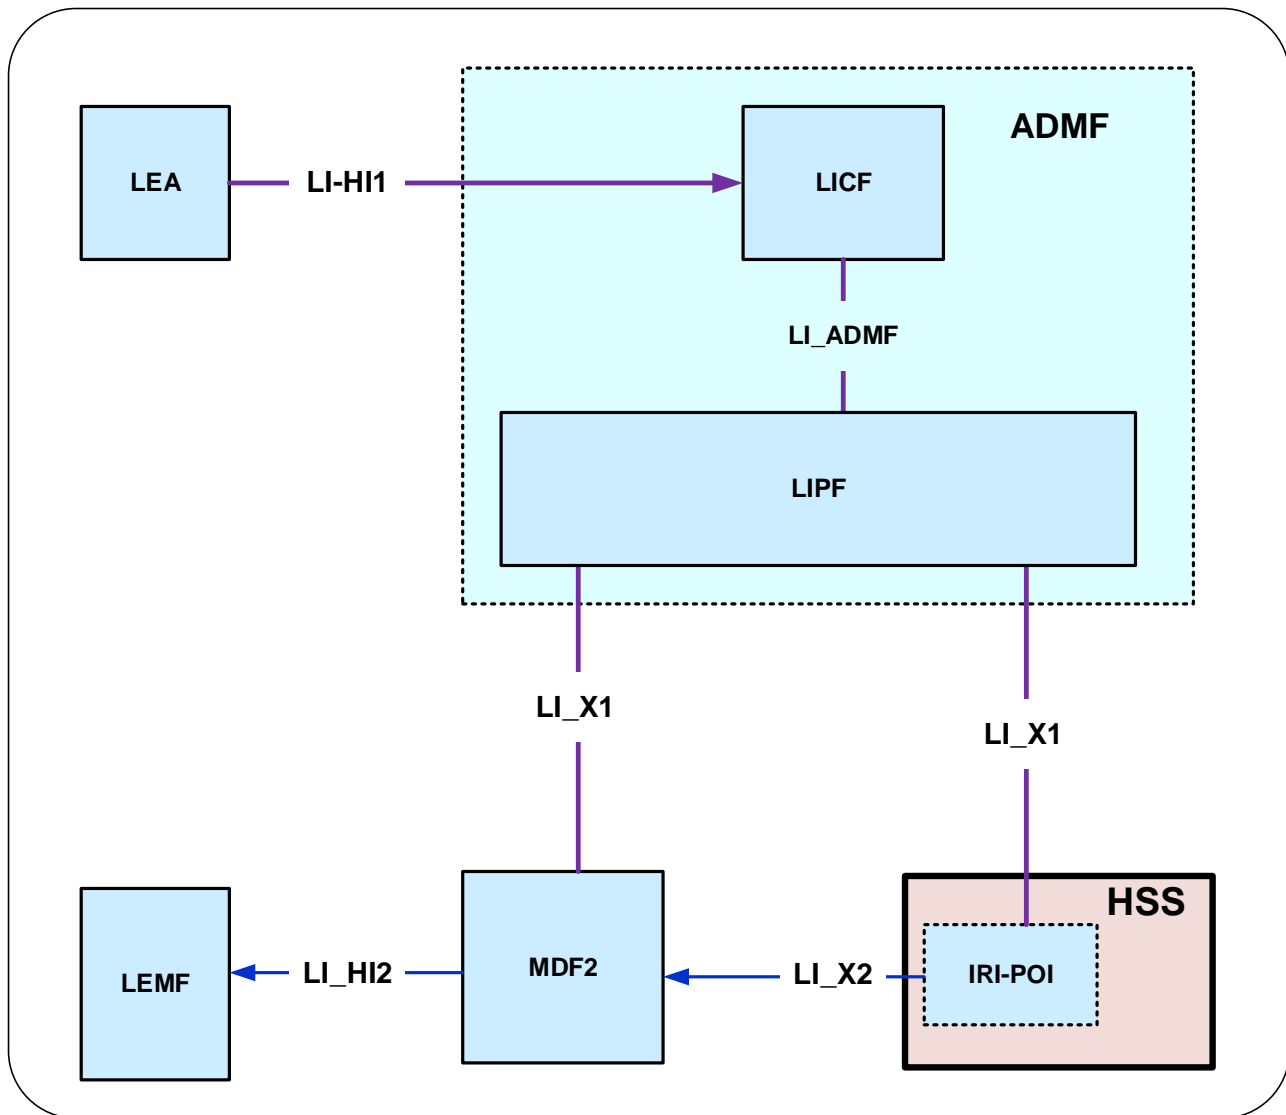 ADMF
LEA
LI-HI1
LICF
LI_ADMF
LIPF
LI_X1
LI_X1
HSS
LEMF
LI_HI2
MDF2
LI_X2
IRI-POI